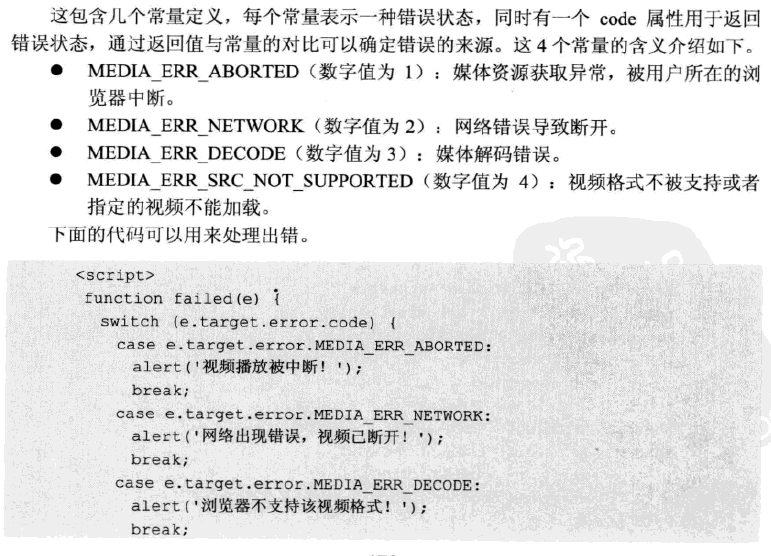 这包含几个常量定义，每个常量表示一种错误状态，同时有一个 code 属性用于返回
错误状态，通过返回值与常量的对比可以确定错误的来源。这 4 个常量的含义介绍如下。
● MEDIA_ERR_ABORTED（数字值为 1）：媒体资源获取异常，被用户所在的浏
览器中断。
● MEDIA_ERR_NETWORK（数字值为 2）：网络错误导致断开。
● MEDIA_ERR_DECODE（数字值为 3）：媒体解码错误。
● MEDIA_ERR_SRC_NOT_SUPPORTED（数字值为 4）：视频格式不被支持或者
指定的视频不能加载。
下面的代码可以用来处理出错。
<script>
function failed(e) {
switch (e.target.error.code) {
case e.target.error.MEDIA_ERR_ABORTED:
alert('视频播放被中断！');
break;
case e.target.error.MEDIA_ERR_NETWORK:
alert('网络出现错误，视频已断开！');
break;
case e.target.error.MEDIA_ERR_DECODE:
alert('浏览器不支持该视频格式！');
break;